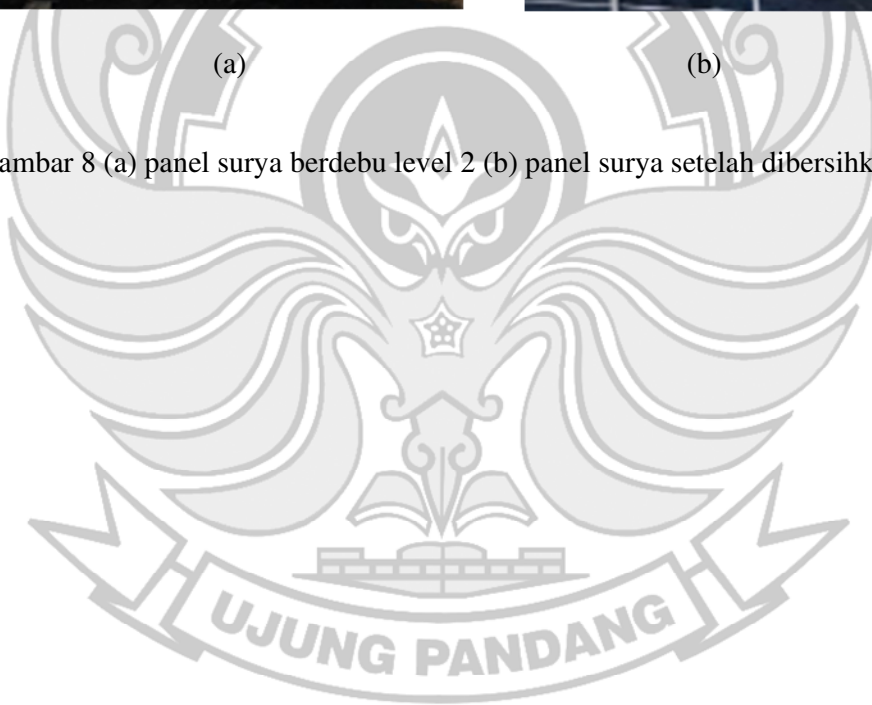 (a) (b)
ambar 8 (a) panel surya berdebu level 2 (b) panel surya setelah dibersihk
UJUNG PANDANG